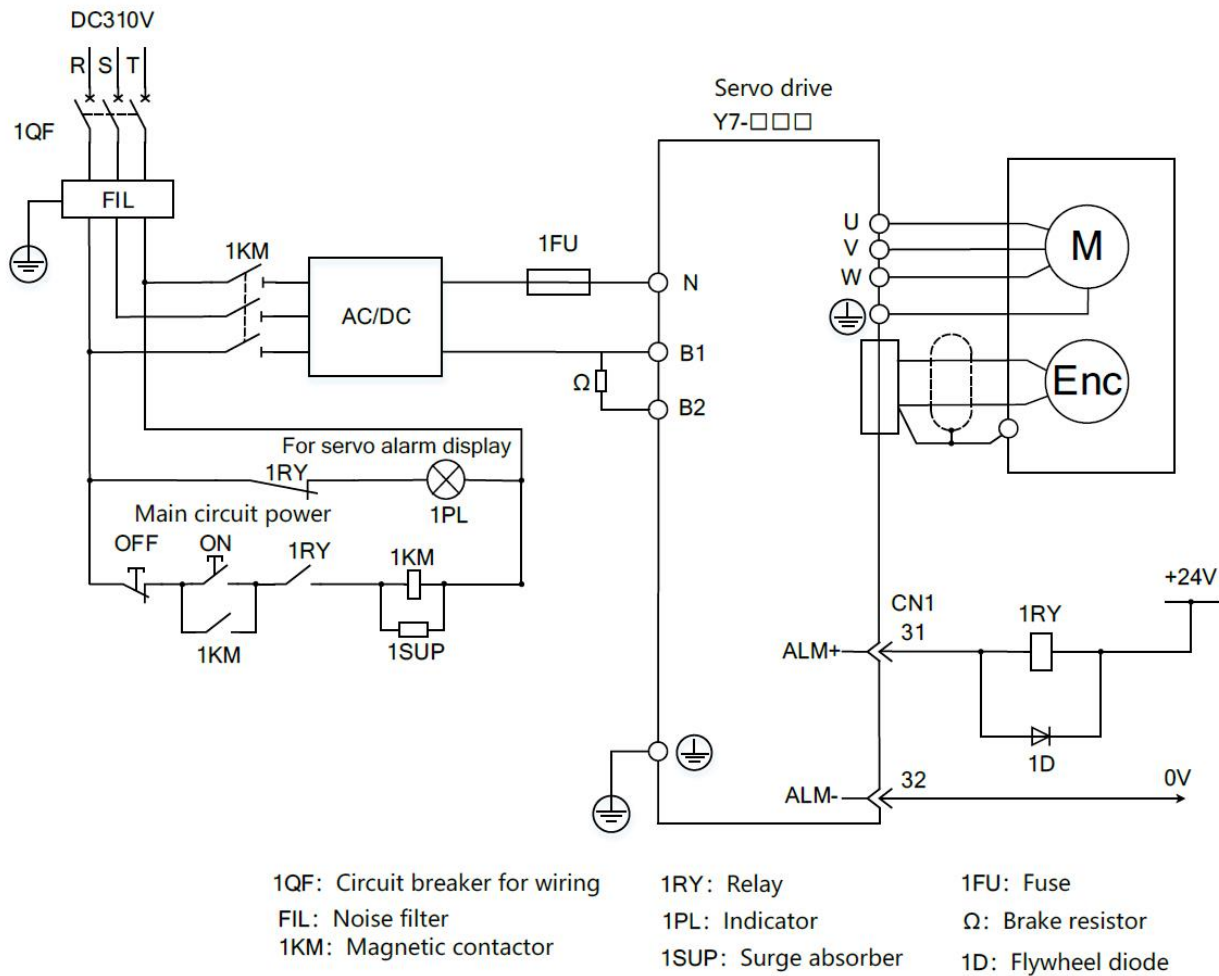 DC310V
R S T
1QF
FIL
1KM
AC/DC
1FU
Servo drive
Y7-□□□
N
B1
B2
Ω
U
V
W
M
Enc
For servo alarm display
1RY
1PL
Main circuit power
OFF
ON
1RY
1KM
1KM
1SUP
CN1
ALM+
31
1RY
+24V
1D
ALM-
32
0V
1QF: Circuit breaker for wiring
FIL: Noise filter
1KM: Magnetic contactor
1RY: Relay
1PL: Indicator
1SUP: Surge absorber
1FU: Fuse
Ω: Brake resistor
1D: Flywheel diode